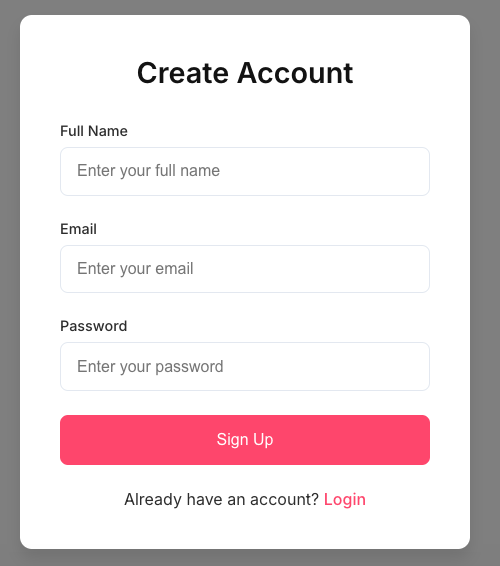 Create Account
Full Name
Enter your full name
Email
Enter your email
Password
Enter your password
Sign Up
Already have an account? Login